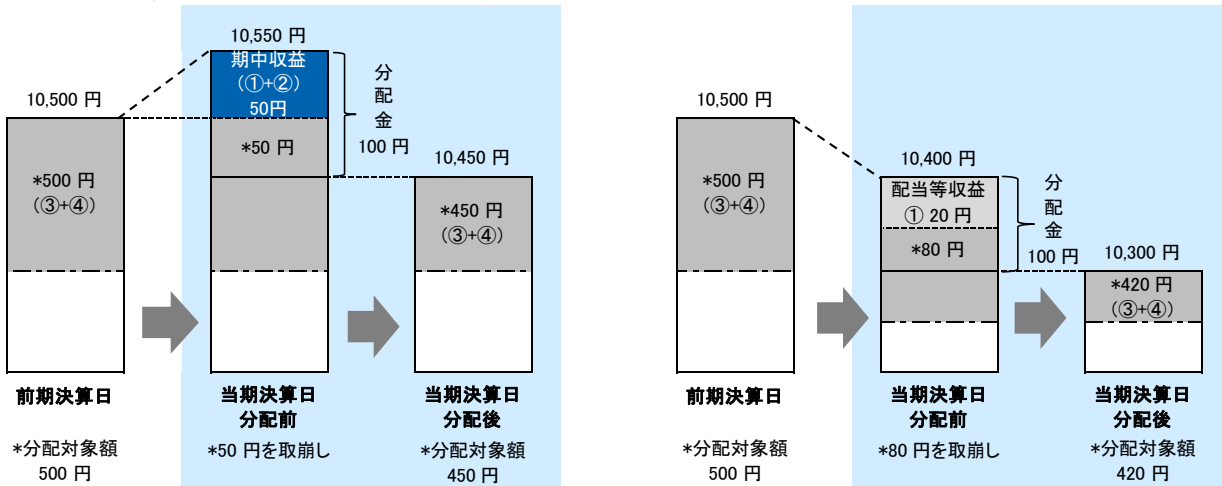 10,550 円
期中収益
(①+②)
50円
分
配
金
100 円
10,500 円
*500 円
(③+④)
*50 円
10,450 円
*450 円
(③+④)
前期決算日
当期決算日
分配前
当期決算日
分配後
*分配対象額
500 円
*50 円を取崩し
*分配対象額
450 円
10,500 円
*500 円
(③+④)
10,400 円
配当等収益
① 20 円
*80 円
分
配
金
100 円
10,300 円
*420 円
(③+④)
前期決算日
当期決算日
分配前
当期決算日
分配後
*分配対象額
500 円
*80 円を取崩し
*分配対象額
420 円